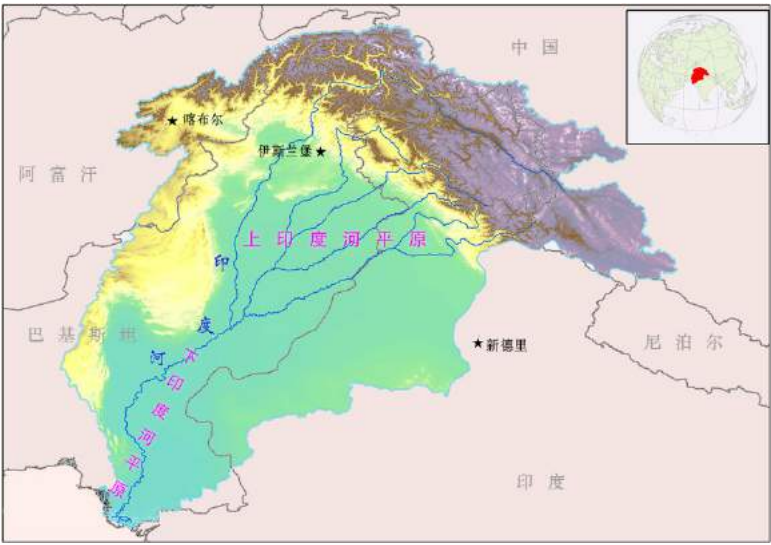 中国
喀布尔
伊斯兰堡
阿富汗
上印度河平原
印度河
巴基斯坦
新德里
尼泊尔
下印度河平原
印度